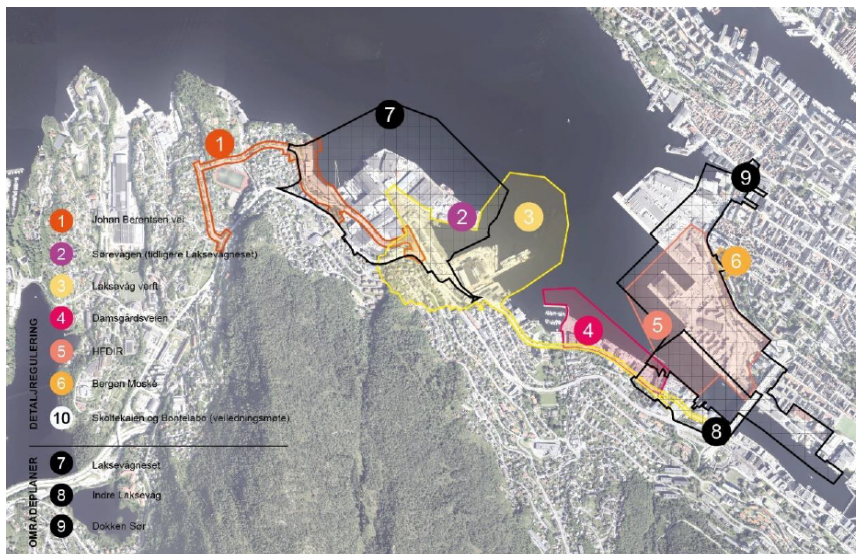 7
9
1
2
3
6
5
4
8
DETALJREGULERING
1 Johan Berentsen vei
2 Sørevågen (tidligere Laksevågneset)
3 Laksevåg verft
4 Damsgårdsveien
5 HFDIR
6 Bergen Moské
10 Skoltekaien og Bontelabo (veiledningsmøte)
OMRÅDEPLANER
7 Laksevågneset
8 Indre Laksevåg
9 Dokken Sør